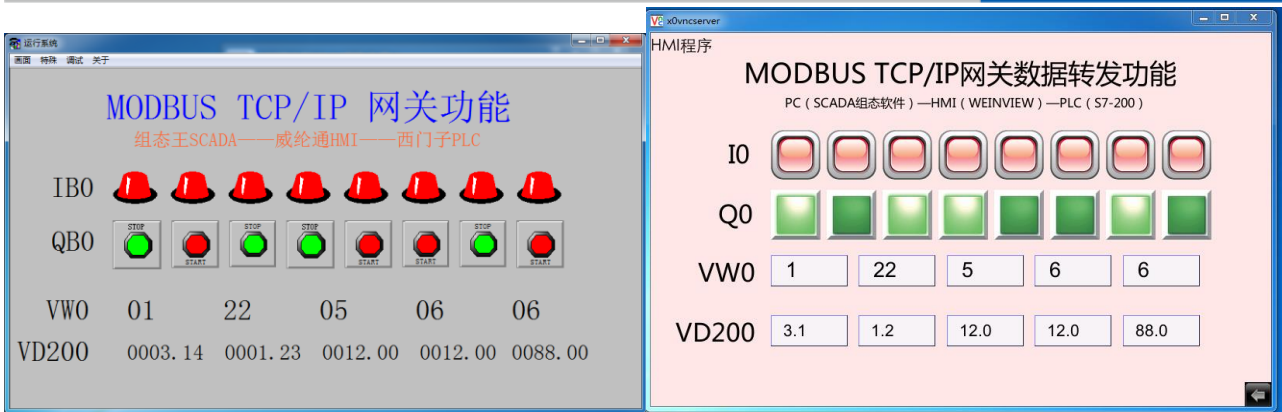 运行系统
画面 特殊 调试 关于
MODBUS TCP/IP 网关功能
组态王SCADA——威纶通HMI——西门子PLC
IB0
QB0 STOP START STOP STOP START START STOP START
VW0 01 22 05 06 06
VD200 0003.14 0001.23 0012.00 0012.00 0088.00
x0vncserver
HMI程序
MODBUS TCP/IP网关数据转发功能
PC（SCADA组态软件）—HMI（WEINVIEW）—PLC（S7-200）
I0
Q0
VW0 1 22 5 6 6
VD200 3.1 1.2 12.0 12.0 88.0